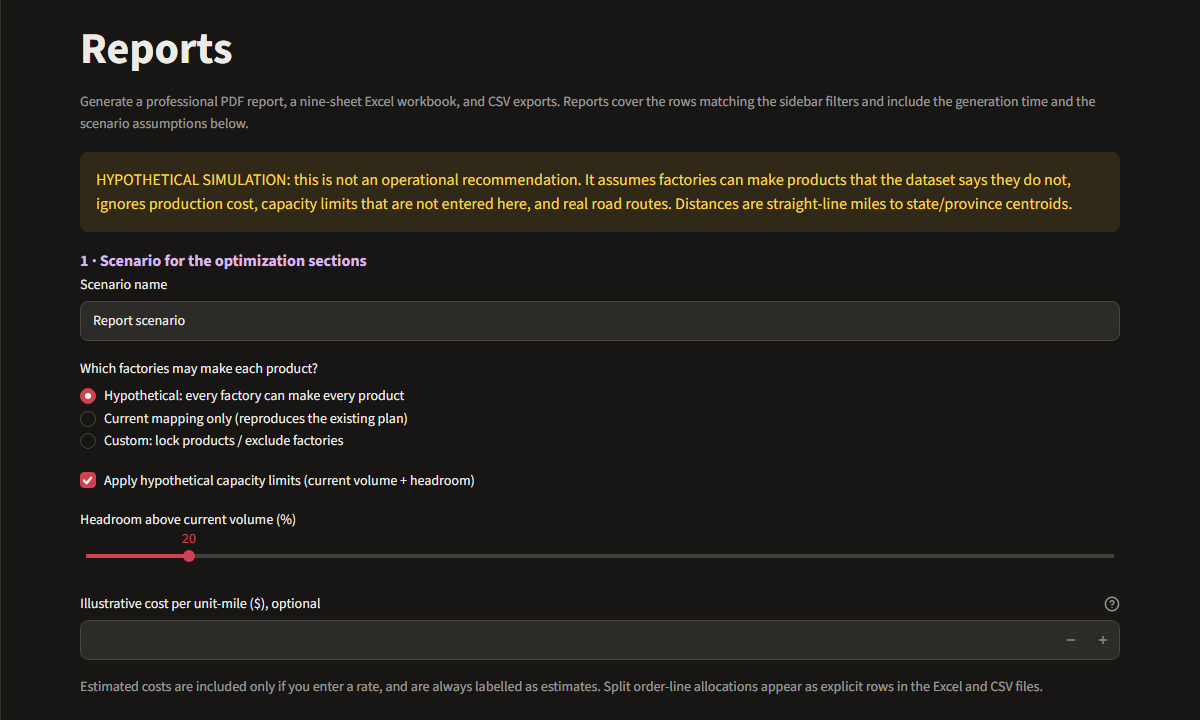 Reports
Generate a professional PDF report, a nine-sheet Excel workbook, and CSV exports. Reports cover the rows matching the sidebar filters and include the generation time and the
scenario assumptions below.
HYPOTHETICAL SIMULATION: this is not an operational recommendation. It assumes factories can make products that the dataset says they do not,
ignores production cost, capacity limits that are not entered here, and real road routes. Distances are straight-line miles to state/province centroids.
1 · Scenario for the optimization sections
Scenario name
Report scenario
Which factories may make each product?
Hypothetical: every factory can make every product
Current mapping only (reproduces the existing plan)
Custom: lock products / exclude factories
Apply hypothetical capacity limits (current volume + headroom)
Headroom above current volume (%)
20
Illustrative cost per unit-mile ($), optional
Estimated costs are included only if you enter a rate, and are always labelled as estimates. Split order-line allocations appear as explicit rows in the Excel and CSV files.